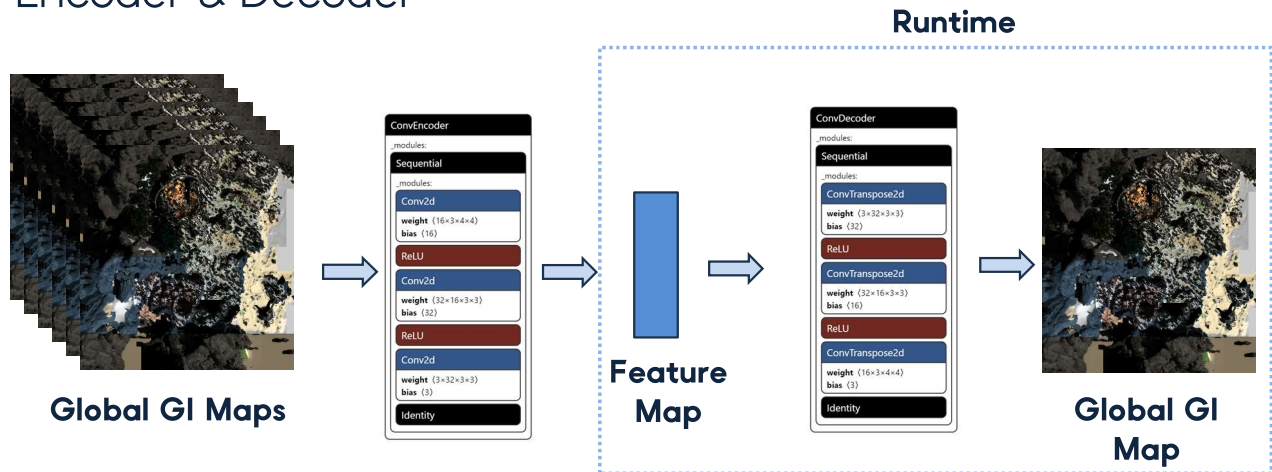 Encoder & Decoder
Runtime
Global GI Maps
ConvEncoder
_modules:
Sequential
_modules:
Conv2d
weight ⟨16×3×4×4⟩
bias ⟨16⟩
ReLU
Conv2d
weight ⟨32×16×3×3⟩
bias ⟨32⟩
ReLU
Conv2d
weight ⟨3×32×3×3⟩
bias ⟨3⟩
Identity
Feature
Map
ConvDecoder
_modules:
Sequential
_modules:
ConvTranspose2d
weight ⟨3×32×3×3⟩
bias ⟨32⟩
ReLU
ConvTranspose2d
weight ⟨32×16×3×3⟩
bias ⟨16⟩
ReLU
ConvTranspose2d
weight ⟨16×3×4×4⟩
bias ⟨3⟩
Identity
Global GI
Map